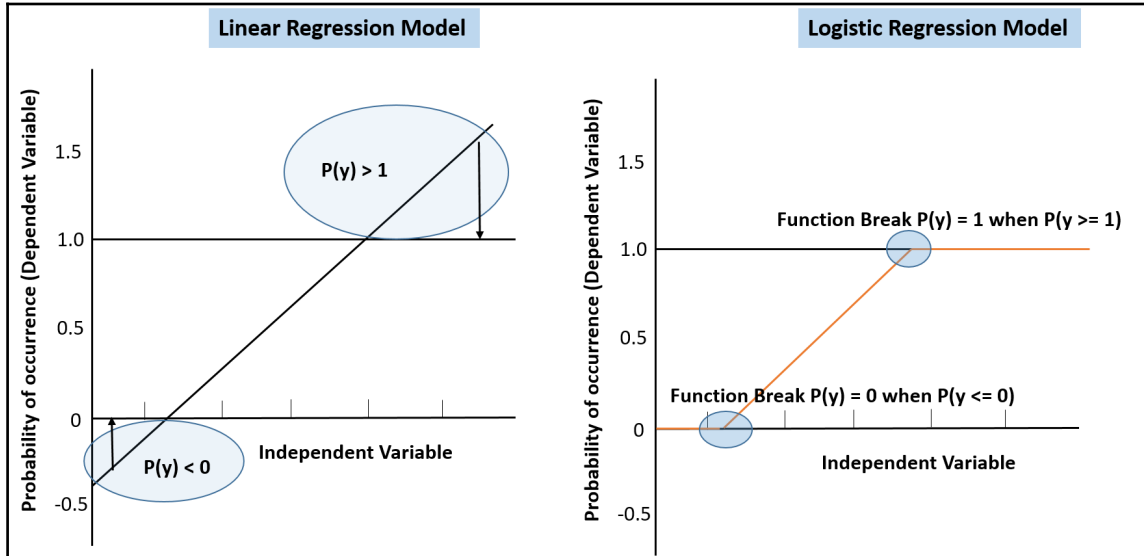 Linear Regression Model
Probability of occurrence (Dependent Variable)
1.5
1.0
0.5
0
-0.5
P(y) > 1
P(y) < 0
Independent Variable
Logistic Regression Model
Probability of occurrence (Dependent Variable)
1.5
1.0
0.5
0
-0.5
Function Break P(y) = 1 when P(y >= 1)
Function Break P(y) = 0 when P(y <= 0)
Independent Variable